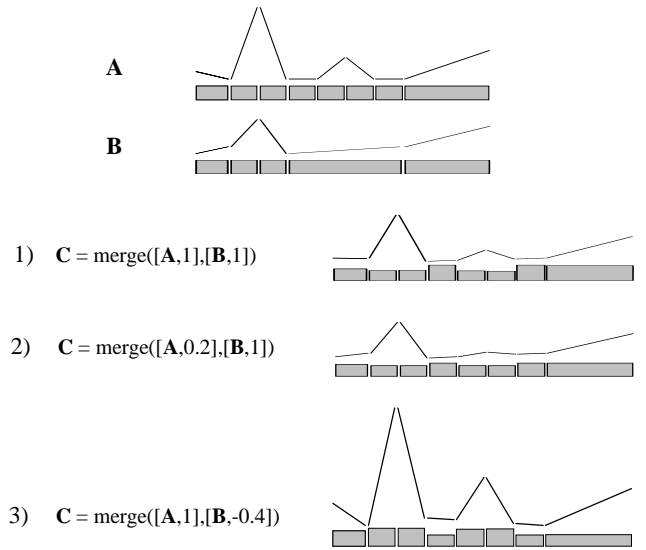 A
B
1) C = merge([A,1],[B,1])
2) C = merge([A,0.2],[B,1])
3) C = merge([A,1],[B,-0.4])